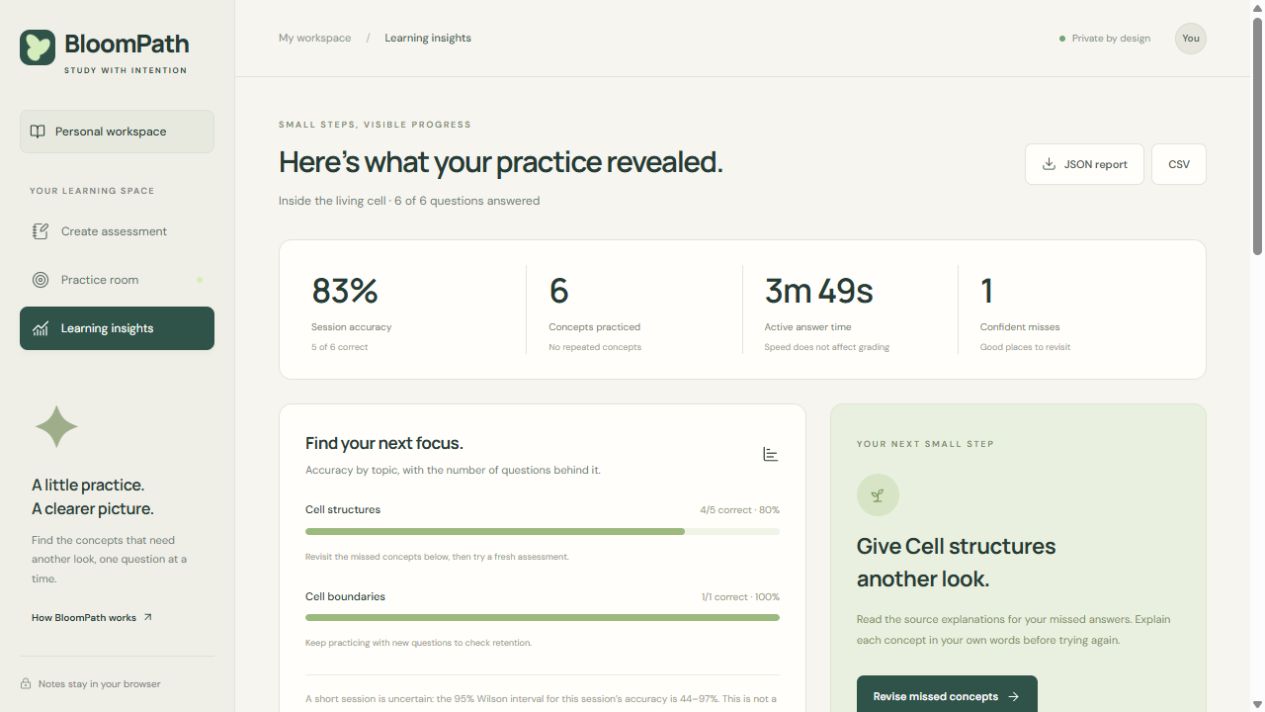 BloomPath
STUDY WITH INTENTION
Personal workspace
YOUR LEARNING SPACE
Create assessment
Practice room
Learning insights
A little practice.
A clearer picture.
Find the concepts that need
another look, one question at a
time.
How BloomPath works
Notes stay in your browser
My workspace / Learning insights
Private by design
You
SMALL STEPS, VISIBLE PROGRESS
Here’s what your practice revealed.
Inside the living cell · 6 of 6 questions answered
JSON report
CSV
83%
Session accuracy
5 of 6 correct
6
Concepts practiced
No repeated concepts
3m 49s
Active answer time
Speed does not affect grading
1
Confident misses
Good places to revisit
Find your next focus.
Accuracy by topic, with the number of questions behind it.
Cell structures
4/5 correct · 80%
Revisit the missed concepts below, then try a fresh assessment.
Cell boundaries
1/1 correct · 100%
Keep practicing with new questions to check retention.
A short session is uncertain: the 95% Wilson interval for this session’s accuracy is 44–97%. This is not a
YOUR NEXT SMALL STEP
Give Cell structures
another look.
Read the source explanations for your missed answers. Explain
each concept in your own words before trying again.
Revise missed concepts